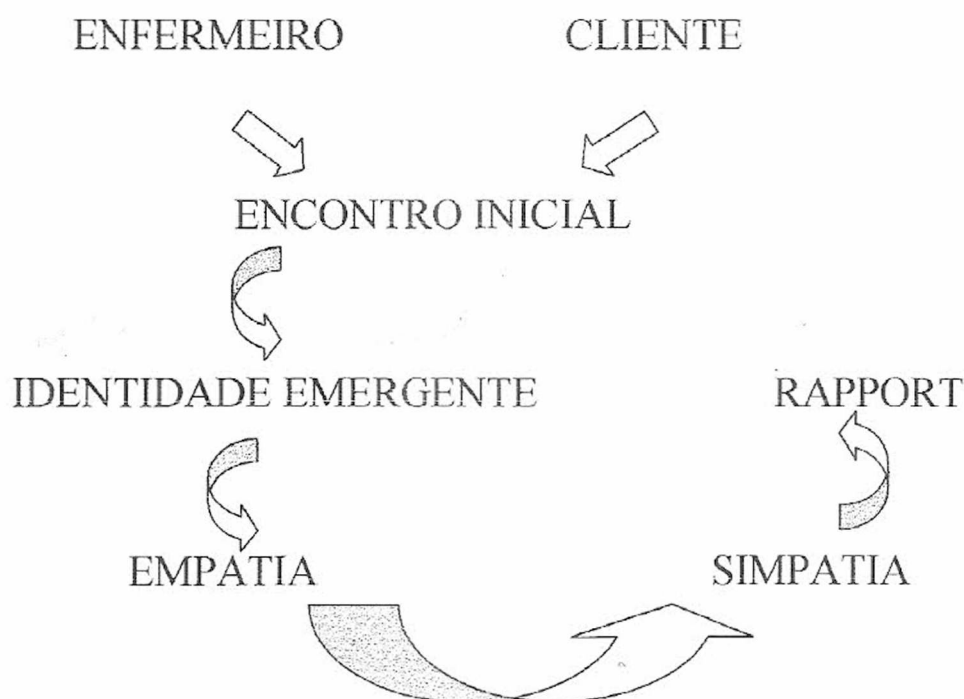 ENFERMEIRO CLIENTE
ENCONTRO INICIAL
IDENTIDADE EMERGENTE RAPPORT
EMPATIA SIMPATIA